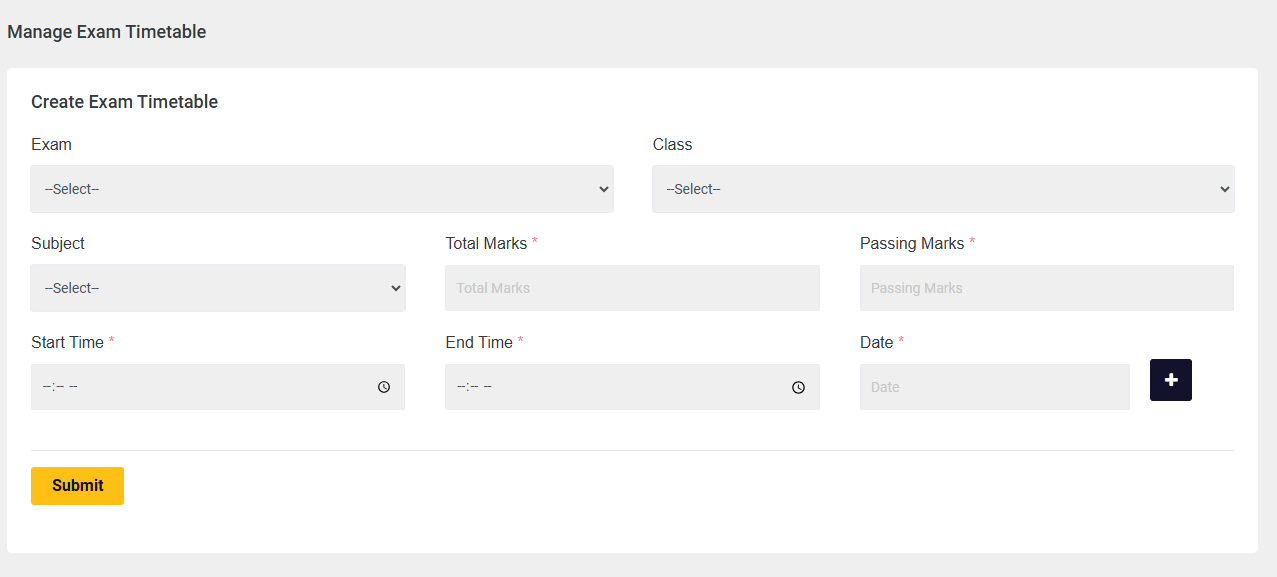 Manage Exam Timetable
Create Exam Timetable
Exam Class
--Select-- --Select--
Subject Total Marks * Passing Marks *
--Select-- Total Marks Passing Marks
Start Time * End Time * Date *
--:-- -- --:-- -- Date
Submit